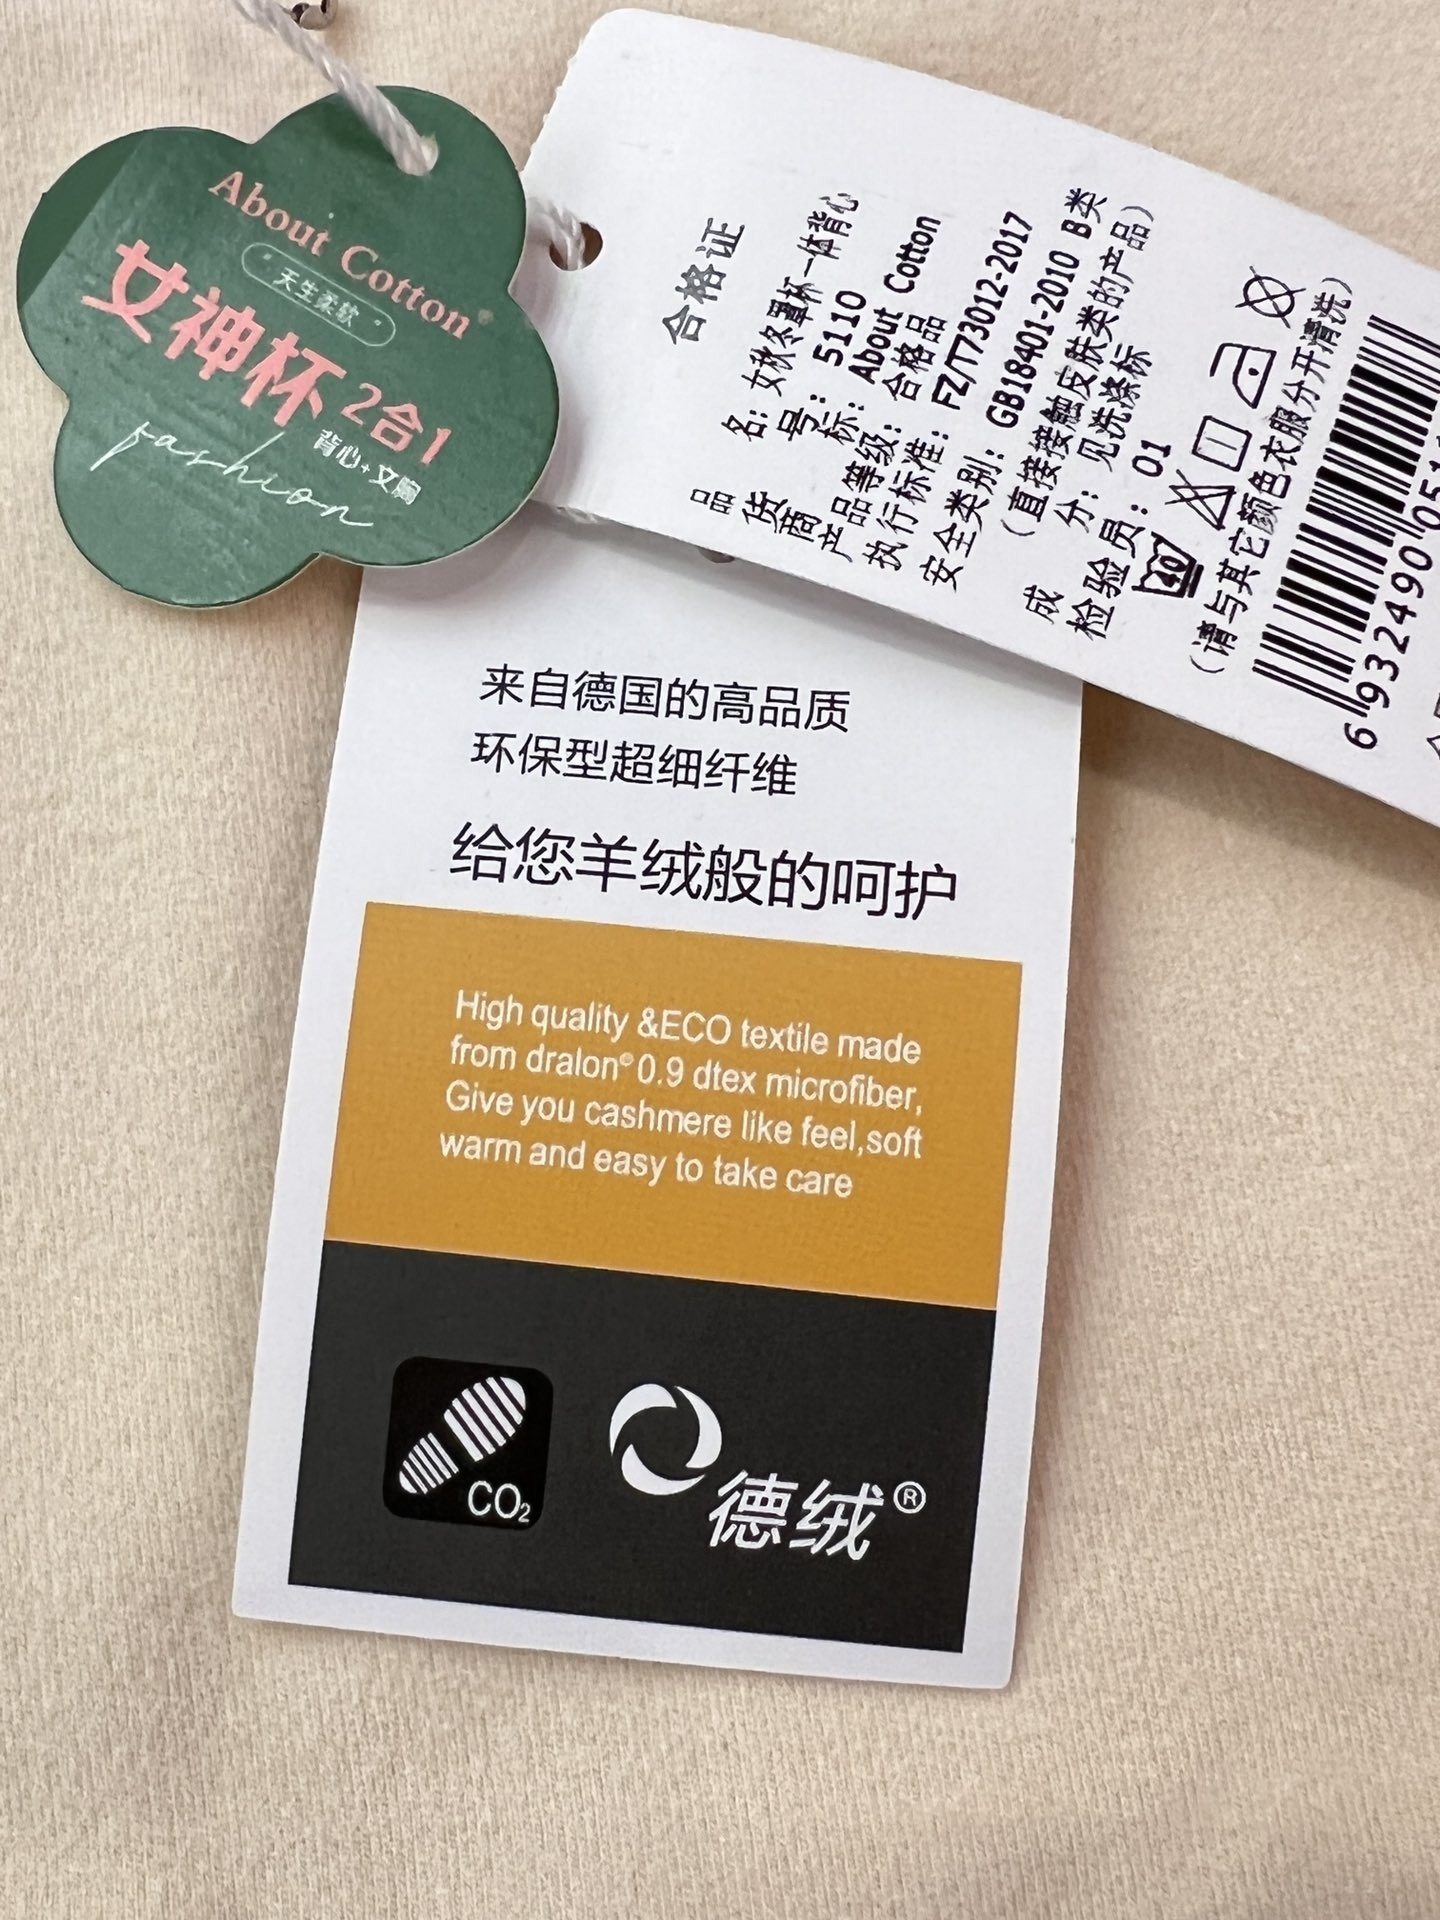 About Cotton®
天生柔软
女神杯2合1
背心+文胸
fashion
合格证
品名：女秋冬罩杯一体背心
货号：5110
商标：About Cotton
产品等级：合格品
执行标准：FZ/T73012-2017
安全类别：GB18401-2010 B类
（直接接触皮肤类的产品）
成分：见洗涤标
检验员：01
40
（请与其它颜色衣服分开清洗）
6 932490 051
来自德国的高品质
环保型超细纤维
给您羊绒般的呵护
High quality &ECO textile made
from dralon® 0.9 dtex microfiber,
Give you cashmere like feel,soft
warm and easy to take care
CO₂
德绒®